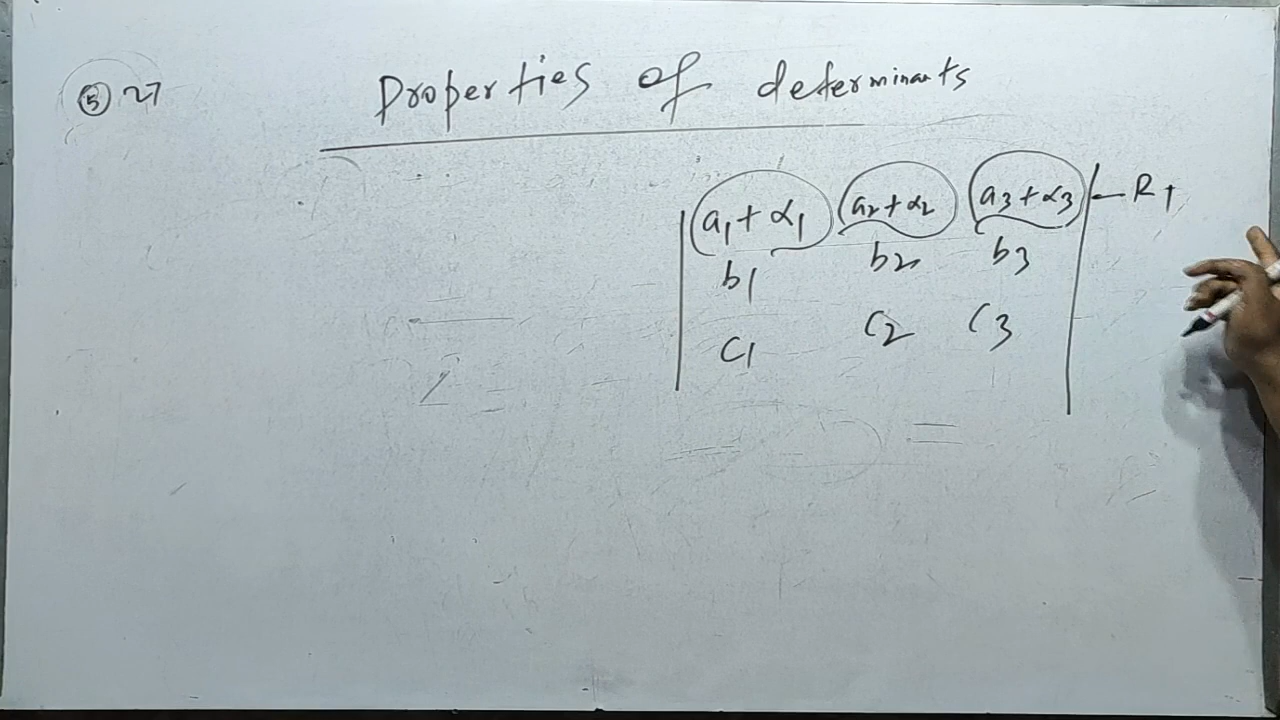 ⑤ 27 Properties of determinants
| a₁ + α₁ a₂ + α₂ a₃ + α₃ | ← R₁
b₁ b₂ b₃
c₁ c₂ c₃